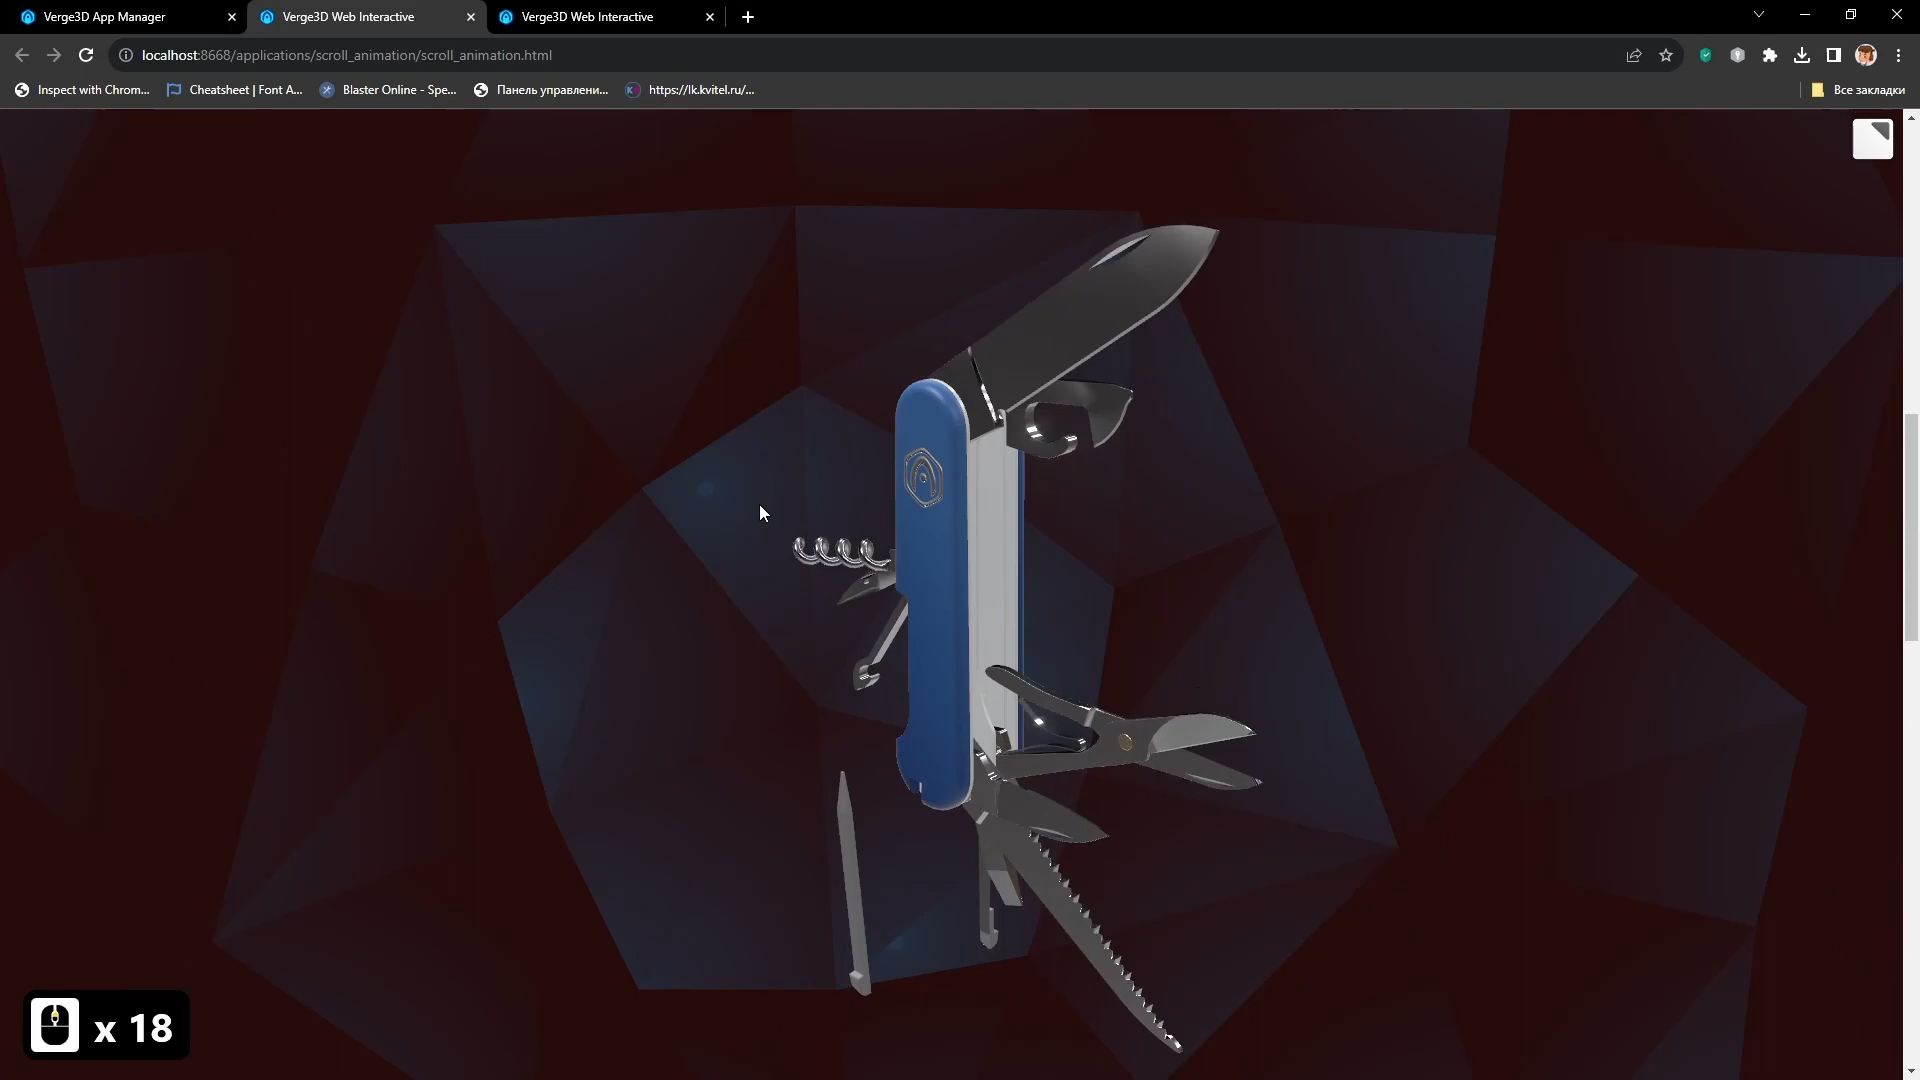 Verge3D App Manager
Verge3D Web Interactive
Verge3D Web Interactive
localhost:8668/applications/scroll_animation/scroll_animation.html
Inspect with Chrom...
Cheatsheet | Font A...
Blaster Online - Spe...
Панель управлени...
https://lk.kvitel.ru/...
Все закладки
x 18